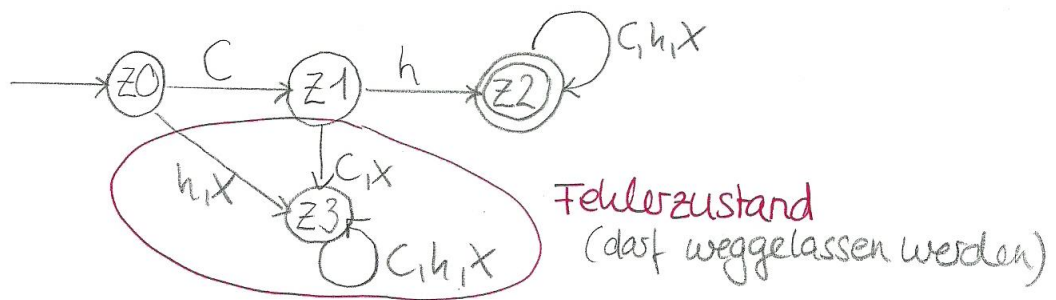 C
h
C,h,X
z0
z1
z2
h,X
C,X
z3
C,h,X
Fehlerzustand
(darf weggelassen werden)